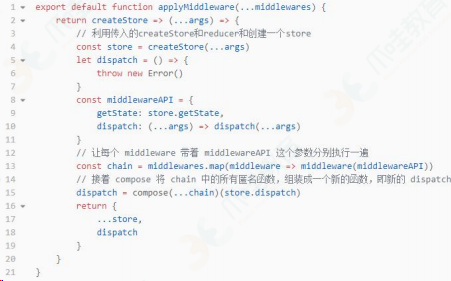 1 export default function applyMiddleware(...middlewares) {
2 return createStore => (...args) => {
3 // 利用传入的createStore和reducer和创建一个store
4 const store = createStore(...args)
5 let dispatch = () => {
6 throw new Error()
7 }
8 const middlewareAPI = {
9 getState: store.getState,
10 dispatch: (...args) => dispatch(...args)
11 }
12 // 让每个 middleware 带着 middlewareAPI 这个参数分别执行一遍
13 const chain = middlewares.map(middleware => middleware(middlewareAPI))
14 // 接着 compose 将 chain 中的所有匿名函数，组装成一个新的函数，即新的 dispatch
15 dispatch = compose(...chain)(store.dispatch)
16 return {
17 ...store,
18 dispatch
19 }
20 }
21 }